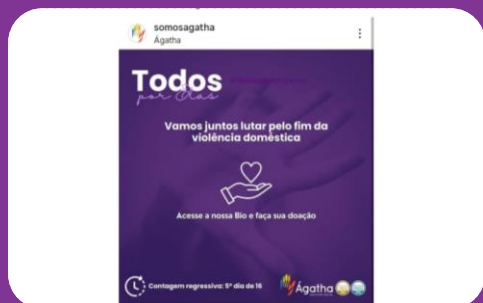 somosagatha
Ágatha
Todos
por Elas
Vamos juntos lutar pelo fim da
violência doméstica
Acesse a nossa Bio e faça sua doação
Contagem regressiva: 5º dia de 16
Ágatha